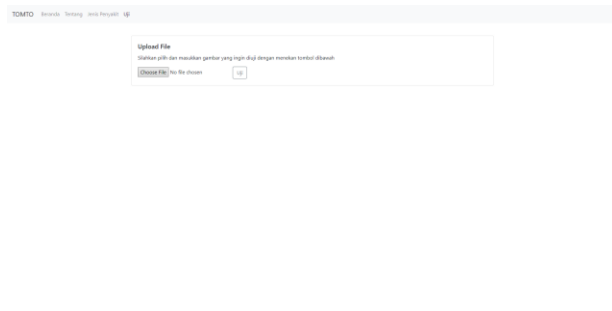 TOMTO Beranda Tentang Jenis Penyakit Uji
Upload File
Silahkan pilih dan masukkan gambar yang ingin diuji dengan menekan tombol dibawah
Choose File No file chosen Uji